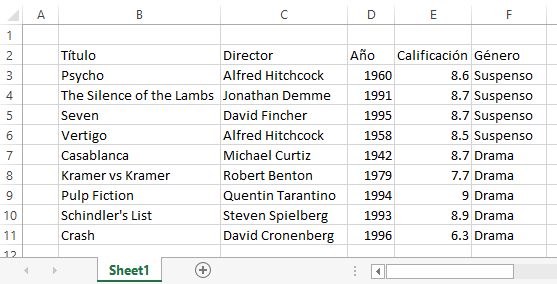 A B C D E F
1
2 Título Director Año Calificación Género
3 Psycho Alfred Hitchcock 1960 8.6 Suspenso
4 The Silence of the Lambs Jonathan Demme 1991 8.7 Suspenso
5 Seven David Fincher 1995 8.7 Suspenso
6 Vertigo Alfred Hitchcock 1958 8.5 Suspenso
7 Casablanca Michael Curtiz 1942 8.7 Drama
8 Kramer vs Kramer Robert Benton 1979 7.7 Drama
9 Pulp Fiction Quentin Tarantino 1994 9 Drama
10 Schindler's List Steven Spielberg 1993 8.9 Drama
11 Crash David Cronenberg 1996 6.3 Drama
12
Sheet1